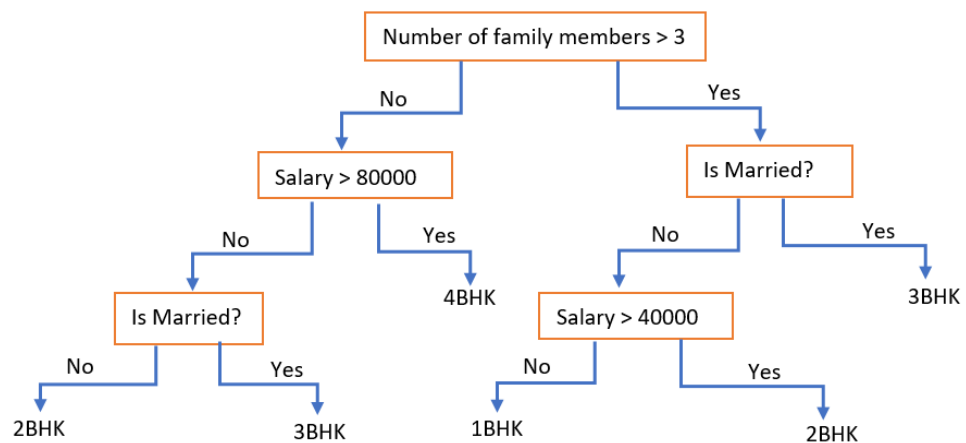 Number of family members > 3
No
Yes
Salary > 80000
Is Married?
No
Yes
No
Yes
4BHK
3BHK
Is Married?
Salary > 40000
No
Yes
No
Yes
2BHK
3BHK
1BHK
2BHK